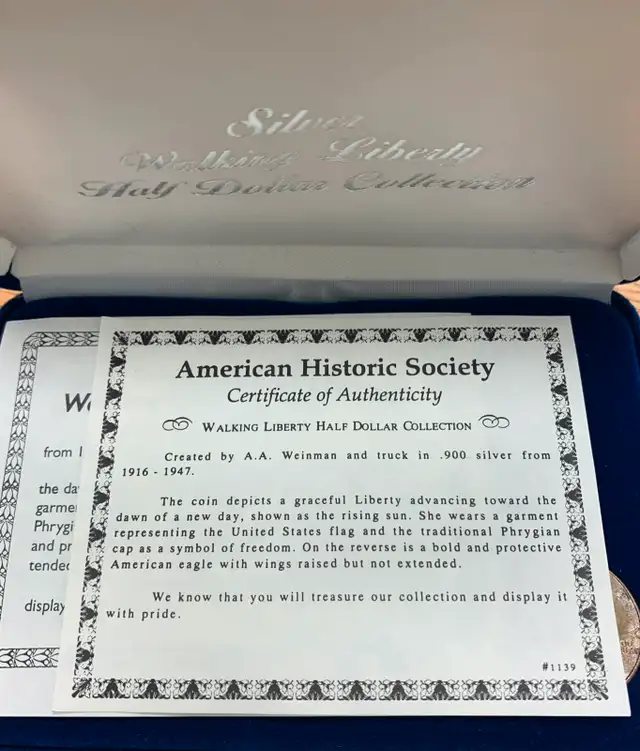 Silver
Walking Liberty
Half Dollar Collection
American Historic Society
Certificate of Authenticity
WALKING LIBERTY HALF DOLLAR COLLECTION
Created by A.A. Weinman and truck in .900 silver from
1916 - 1947.
The coin depicts a graceful Liberty advancing toward the
dawn of a new day, shown as the rising sun. She wears a garment
representing the United States flag and the traditional Phrygian
cap as a symbol of freedom. On the reverse is a bold and protective
American eagle with wings raised but not extended.
We know that you will treasure our collection and display it
with pride.
#1139
from
the da
garme
Phrygi
and pr
tended
display